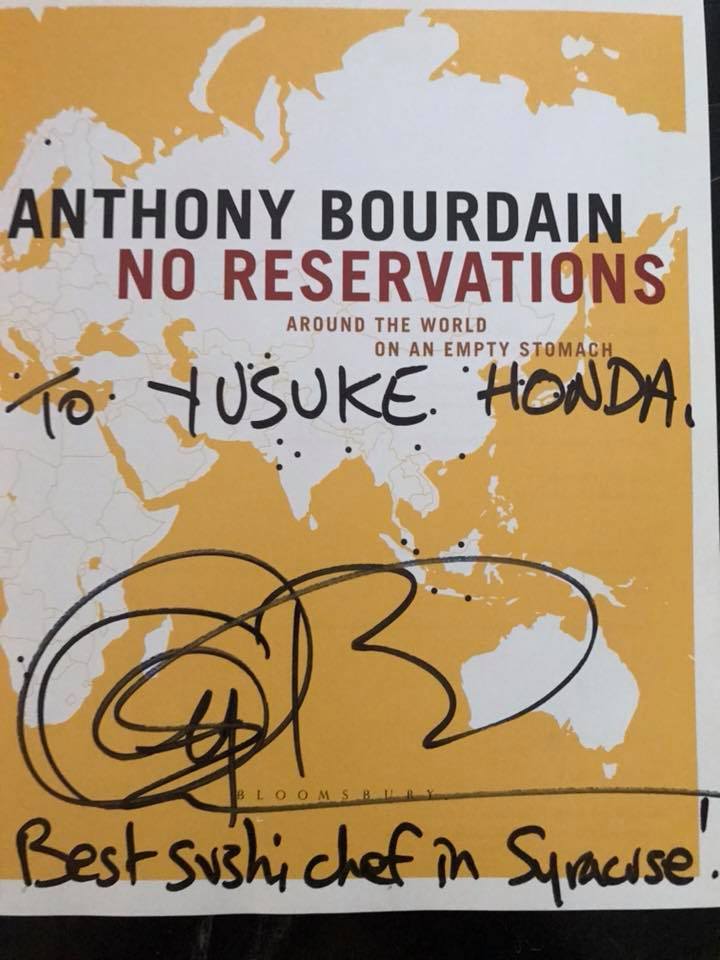 ANTHONY BOURDAIN
NO RESERVATIONS
AROUND THE WORLD
ON AN EMPTY STOMACH
To YUSUKE HONDA.
BLOOMSBURY
Best sushi chef in Syracuse!